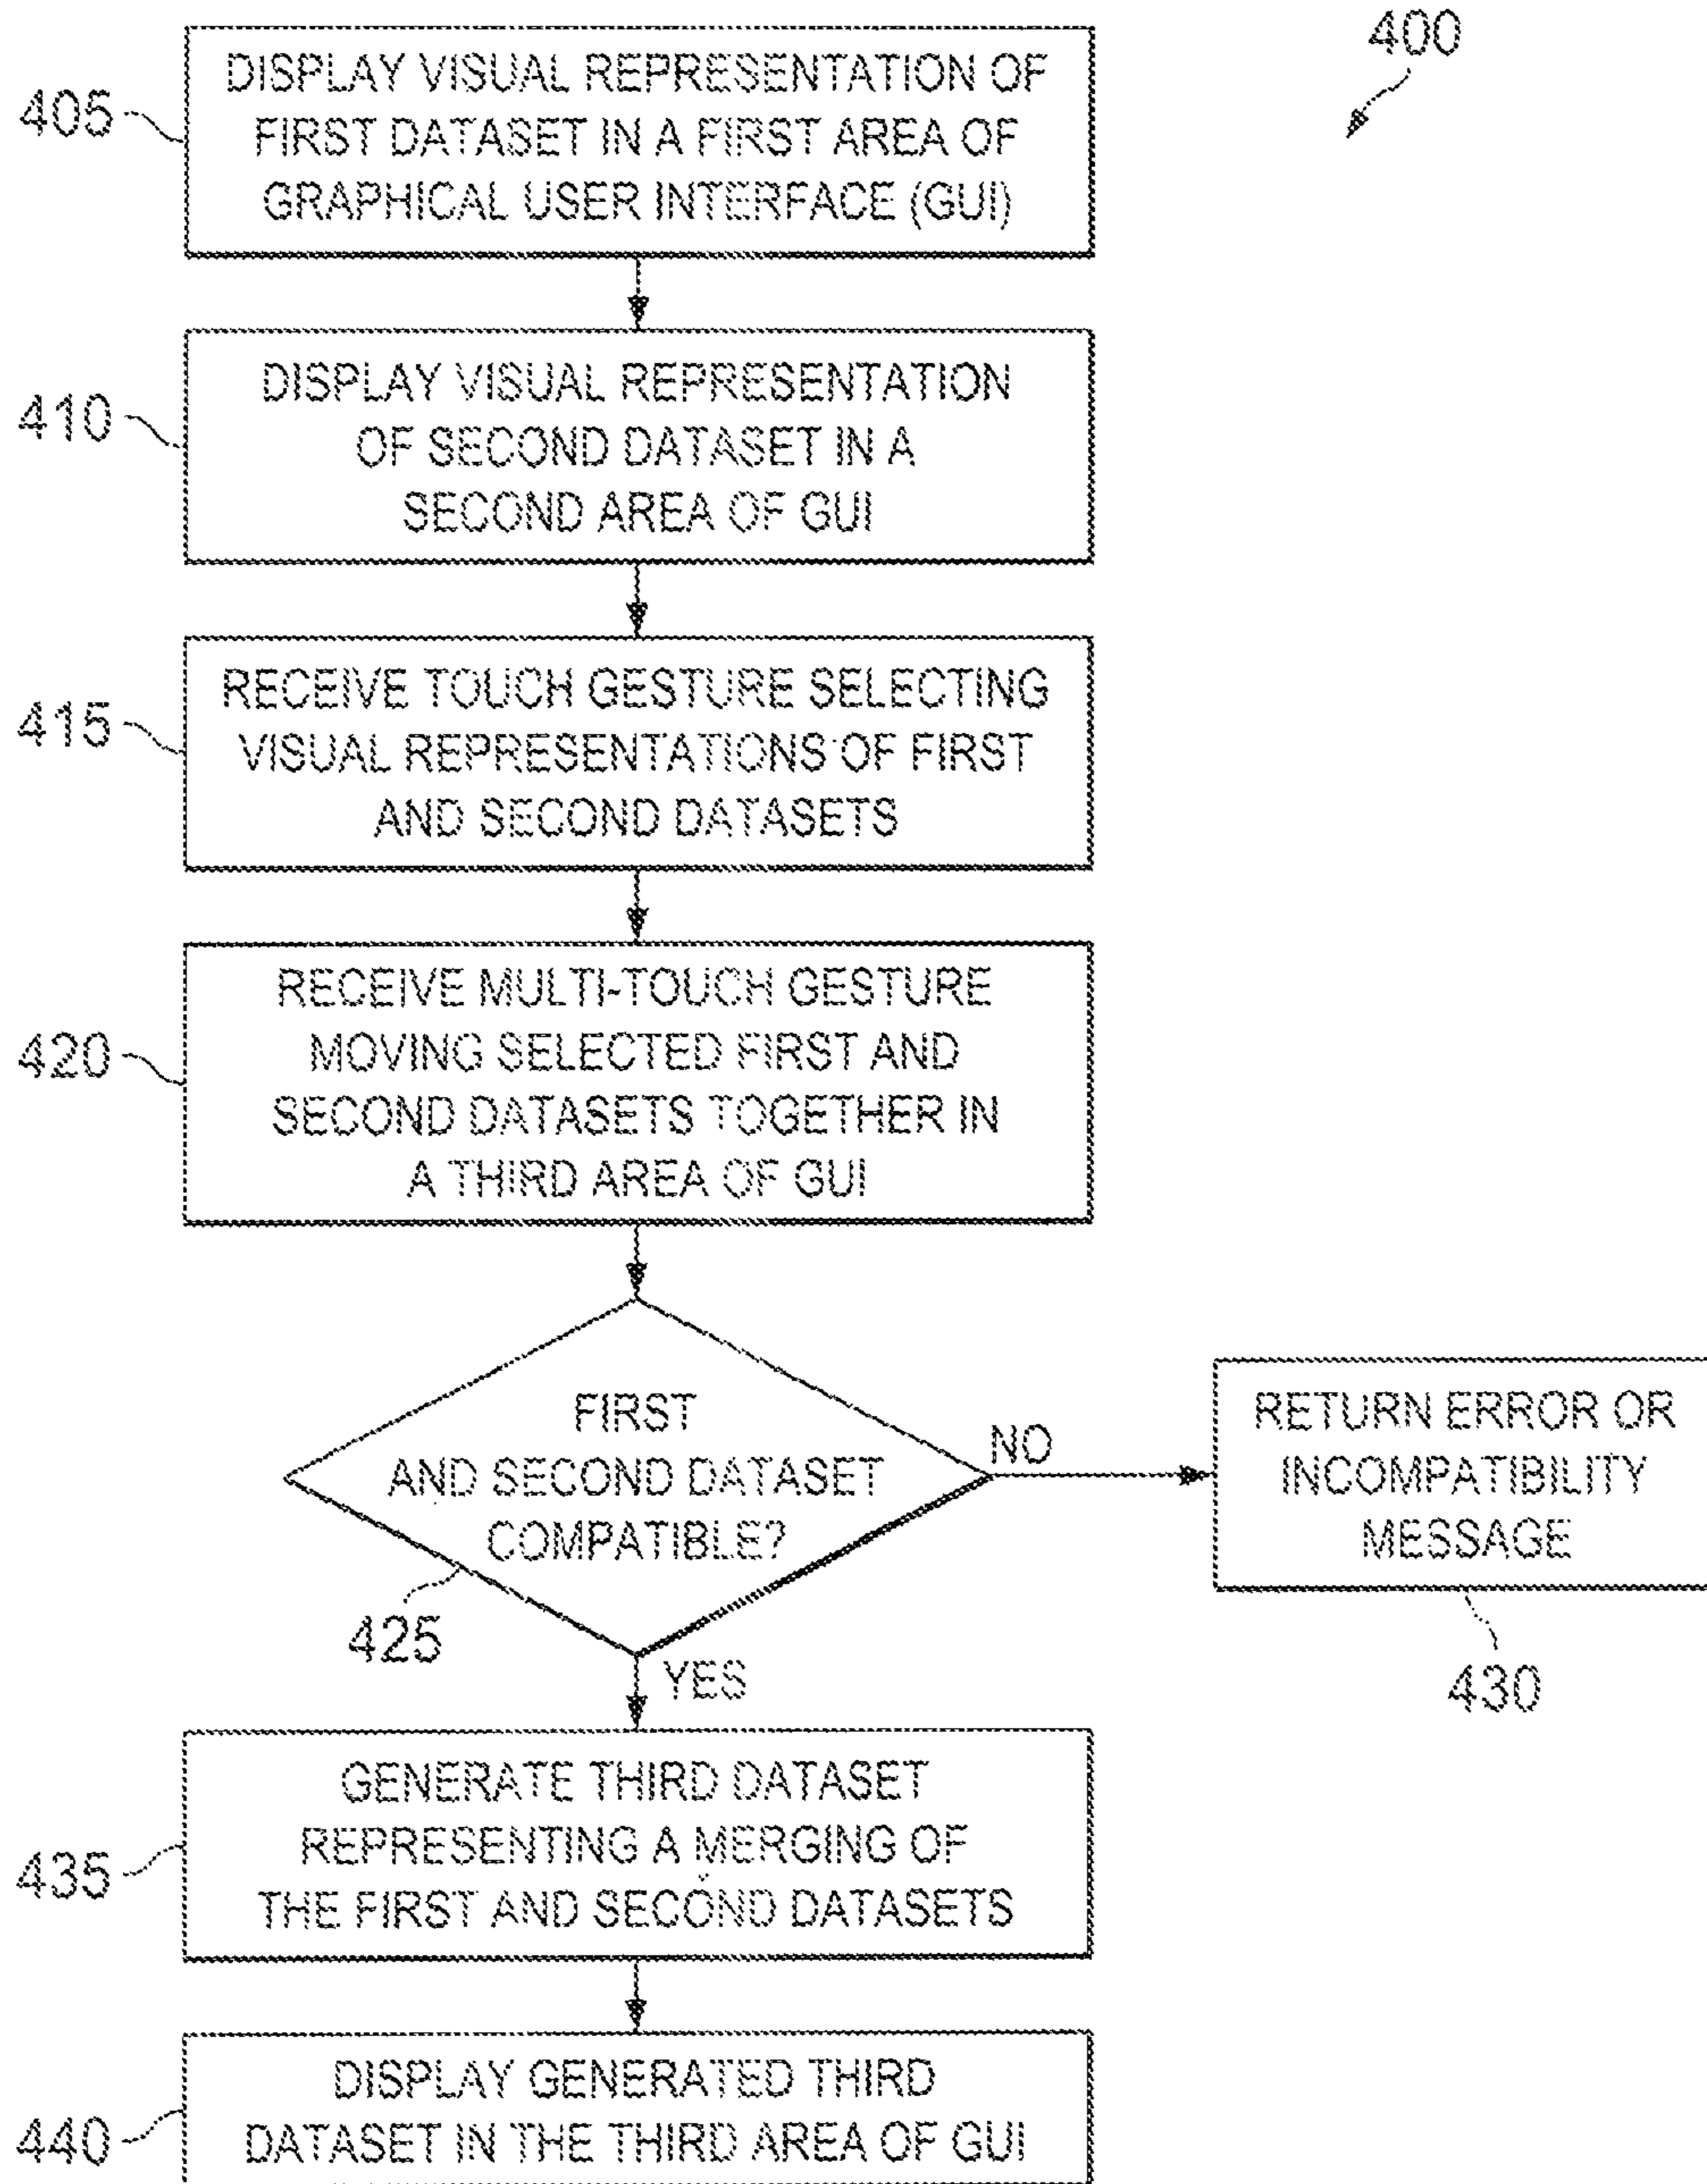 400
405
DISPLAY VISUAL REPRESENTATION OF
FIRST DATASET IN A FIRST AREA OF
GRAPHICAL USER INTERFACE (GUI)
410
DISPLAY VISUAL REPRESENTATION
OF SECOND DATASET IN A
SECOND AREA OF GUI
415
RECEIVE TOUCH GESTURE SELECTING
VISUAL REPRESENTATIONS OF FIRST
AND SECOND DATASETS
420
RECEIVE MULTI-TOUCH GESTURE
MOVING SELECTED FIRST AND
SECOND DATASETS TOGETHER IN
A THIRD AREA OF GUI
FIRST
AND SECOND DATASET
COMPATIBLE?
425
NO
RETURN ERROR OR
INCOMPATIBILITY
MESSAGE
430
YES
435
GENERATE THIRD DATASET
REPRESENTING A MERGING OF
THE FIRST AND SECOND DATASETS
440
DISPLAY GENERATED THIRD
DATASET IN THE THIRD AREA OF GUI